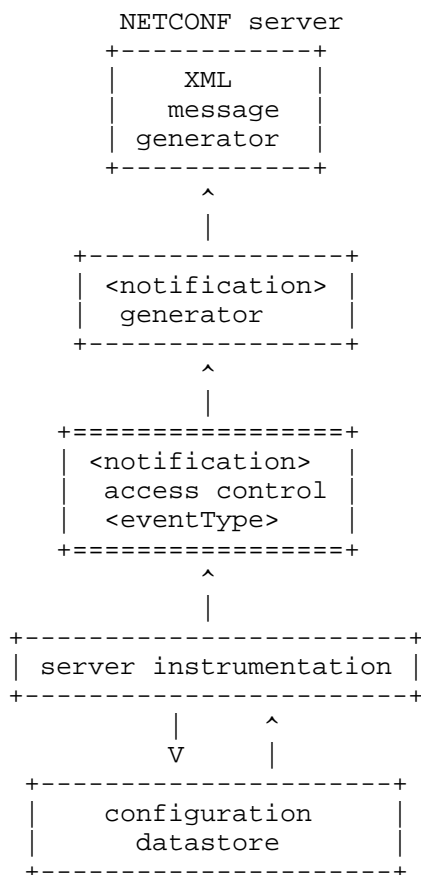 NETCONF server
XML
message
generator
<notification>
generator
<notification>
access control
<eventType>
server instrumentation
configuration
datastore